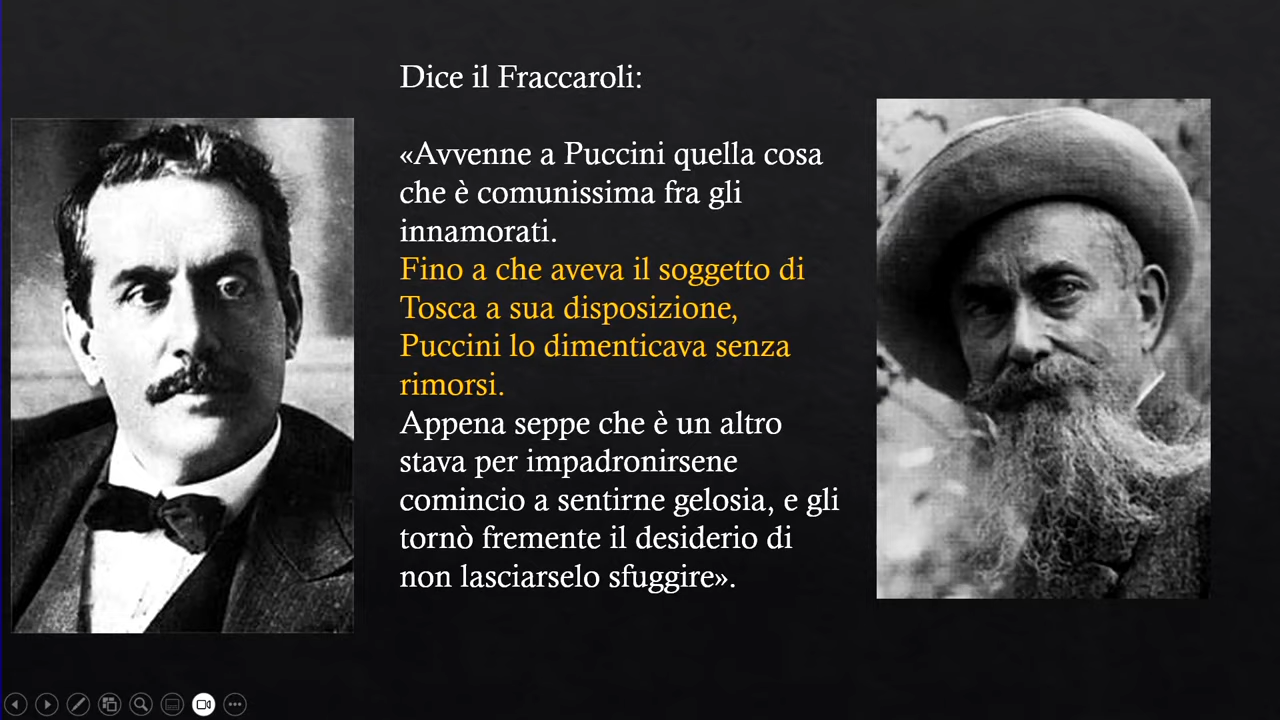 Dice il Fraccaroli:
«Avvenne a Puccini quella cosa
che è comunissima fra gli
innamorati.
Fino a che aveva il soggetto di
Tosca a sua disposizione,
Puccini lo dimenticava senza
rimorsi.
Appena seppe che è un altro
stava per impadronirsene
comincio a sentirne gelosia, e gli
tornò fremente il desiderio di
non lasciarselo sfuggire».